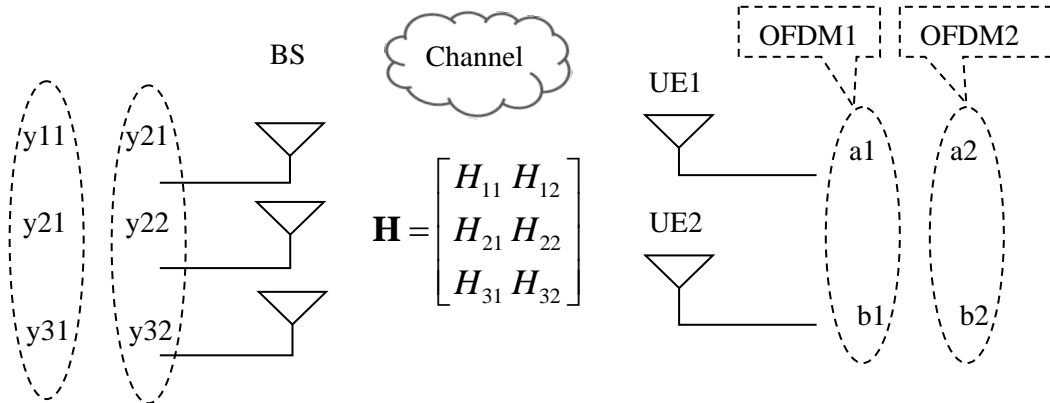 OFDM1 OFDM2
BS
Channel
UE1
y11 y21
a1 a2
H11 H12
y21 y22
H = H21 H22
UE2
H31 H32
y31 y32
b1 b2